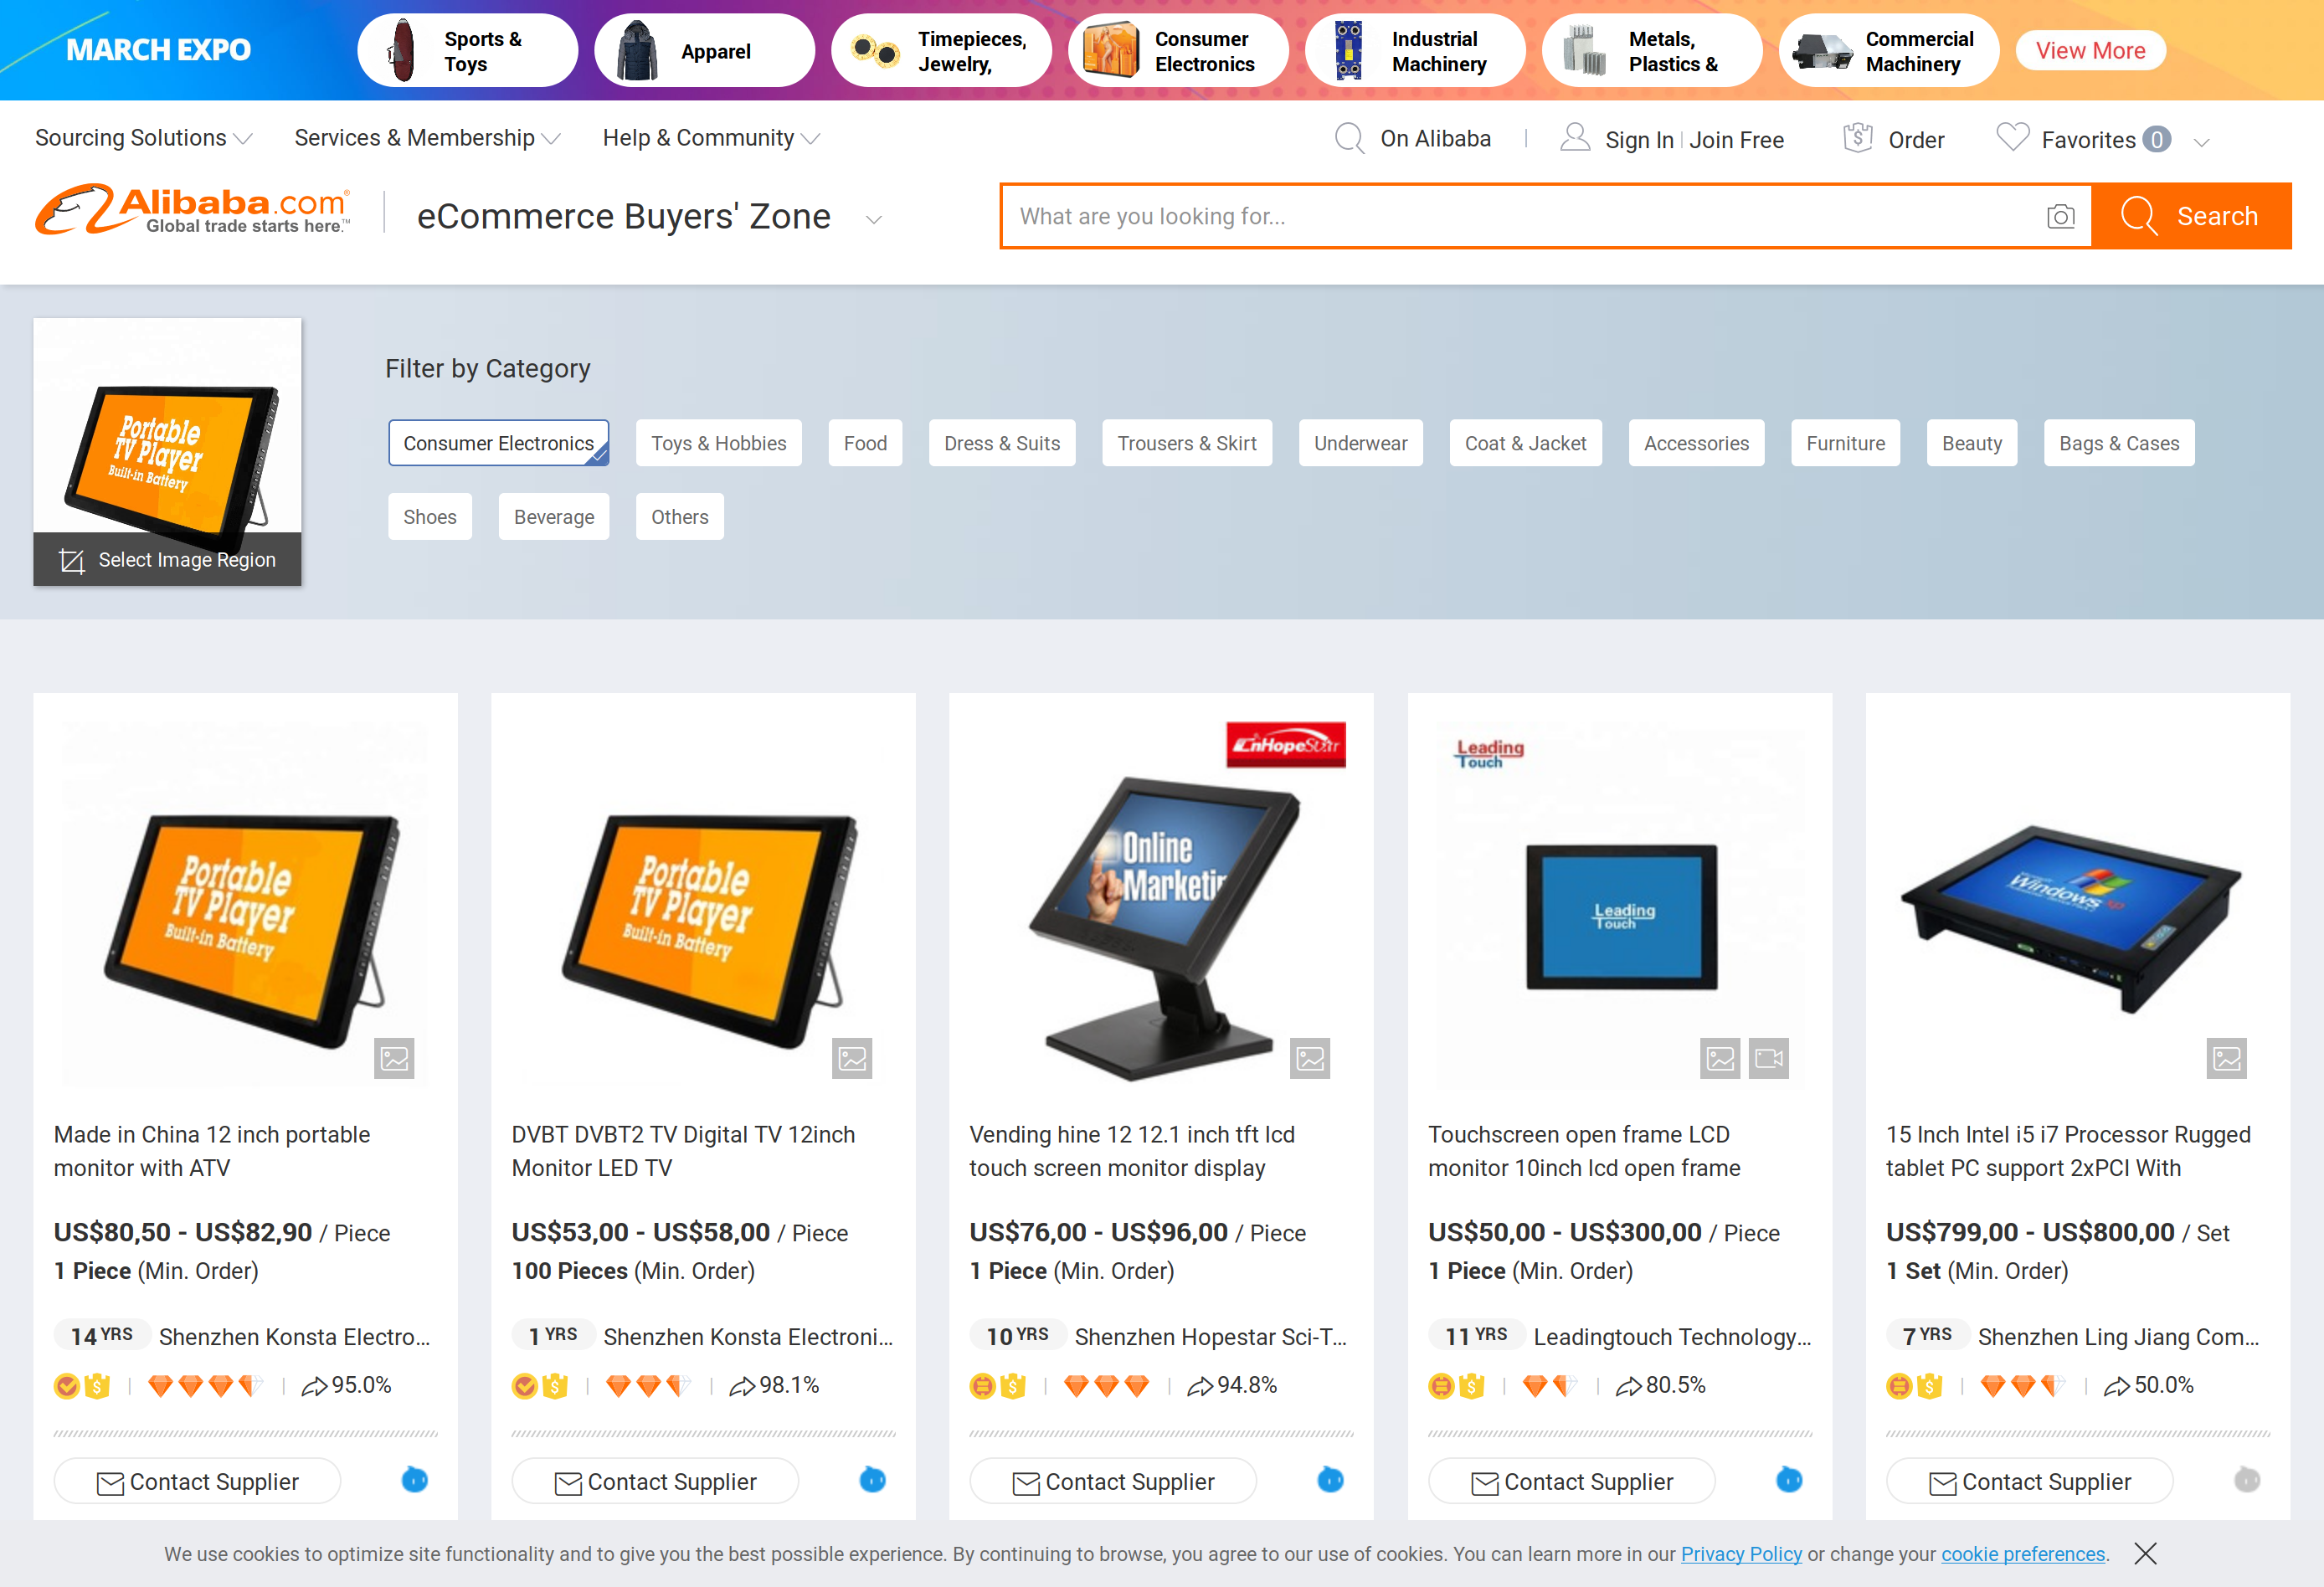 MARCH EXPO
Sports &
Toys
Apparel
Timepieces,
Jewelry,
Consumer
Electronics
Industrial
Machinery
Metals,
Plastics &
Commercial
Machinery
View More
Sourcing Solutions
Services & Membership
Help & Community
On Alibaba
Sign In
Join Free
Order
Favorites 0
Alibaba.com
Global trade starts here.™
eCommerce Buyers' Zone
What are you looking for...
Search
Portable
TV Player
Built-in Battery
Select Image Region
Filter by Category
Consumer Electronics
Toys & Hobbies
Food
Dress & Suits
Trousers & Skirt
Underwear
Coat & Jacket
Accessories
Furniture
Beauty
Bags & Cases
Shoes
Beverage
Others
Portable
TV Player
Built-in Battery
Made in China 12 inch portable
monitor with ATV
US$80,50 - US$82,90 / Piece
1 Piece (Min. Order)
14 YRS Shenzhen Konsta Electro...
95.0%
Contact Supplier
Portable
TV Player
Built-in Battery
DVBT DVBT2 TV Digital TV 12inch
Monitor LED TV
US$53,00 - US$58,00 / Piece
100 Pieces (Min. Order)
1 YRS Shenzhen Konsta Electroni...
98.1%
Contact Supplier
CnHopeStar
Online
Marketin
Vending hine 12 12.1 inch tft lcd
touch screen monitor display
US$76,00 - US$96,00 / Piece
1 Piece (Min. Order)
10 YRS Shenzhen Hopestar Sci-T...
94.8%
Contact Supplier
Leading
Touch
Leading
Touch
Touchscreen open frame LCD
monitor 10inch lcd open frame
US$50,00 - US$300,00 / Piece
1 Piece (Min. Order)
11 YRS Leadingtouch Technology...
80.5%
Contact Supplier
Windows xp
15 Inch Intel i5 i7 Processor Rugged
tablet PC support 2xPCI With
US$799,00 - US$800,00 / Set
1 Set (Min. Order)
7 YRS Shenzhen Ling Jiang Com...
50.0%
Contact Supplier
We use cookies to optimize site functionality and to give you the best possible experience. By continuing to browse, you agree to our use of cookies. You can learn more in our Privacy Policy or change your cookie preferences.